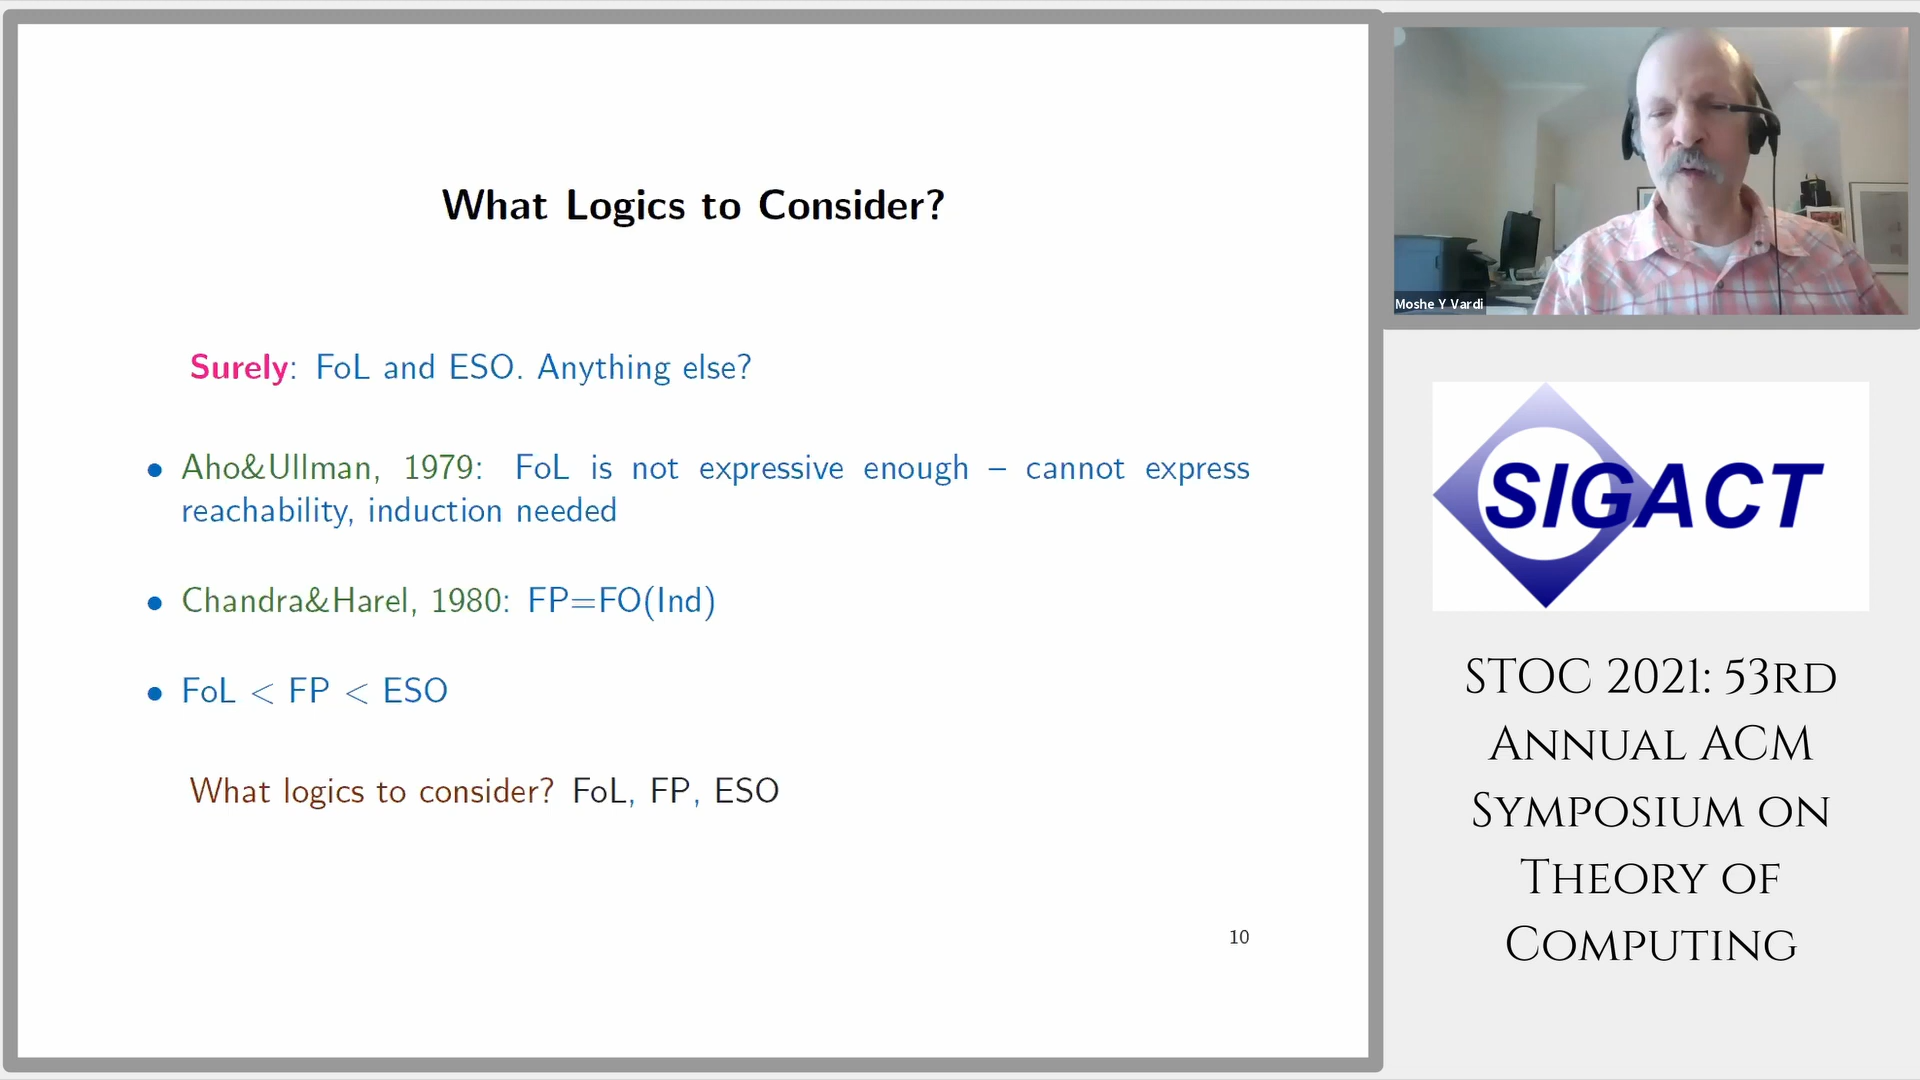 What Logics to Consider?
Surely: FoL and ESO. Anything else?
• Aho&Ullman, 1979: FoL is not expressive enough – cannot express
reachability, induction needed
• Chandra&Harel, 1980: FP=FO(Ind)
• FoL < FP < ESO
What logics to consider? FoL, FP, ESO
10
Moshe Y Vardi
SIGACT
STOC 2021: 53rd
Annual ACM
Symposium on
Theory of
Computing